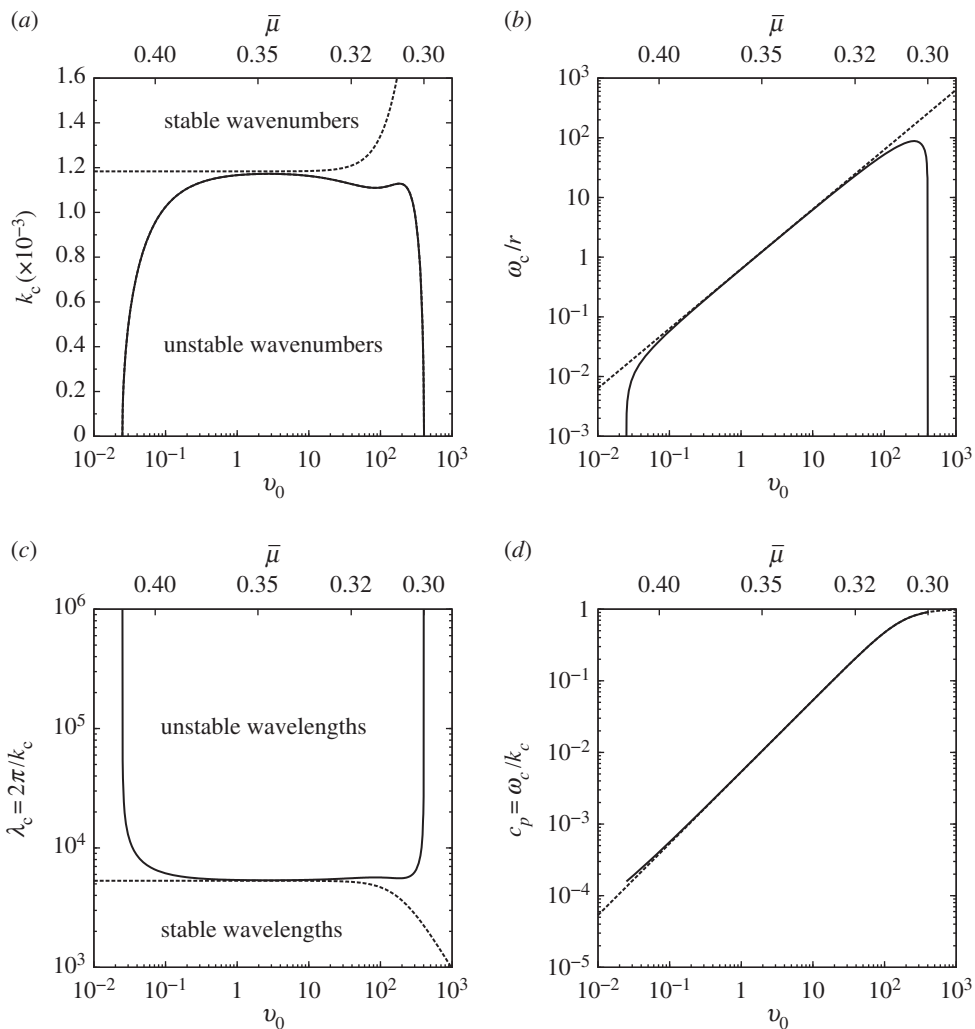 (a)
μ̄
0.40 0.35 0.32 0.30
1.6
1.4
1.2
1.0
0.8
0.6
0.4
0.2
0
k_c (×10⁻³)
stable wavenumbers
unstable wavenumbers
10⁻² 10⁻¹ 1 10 10² 10³
υ₀
(b)
μ̄
0.40 0.35 0.32 0.30
10³
10²
10
1
10⁻¹
10⁻²
10⁻³
ω_c/r
10⁻² 10⁻¹ 1 10 10² 10³
υ₀
(c)
μ̄
0.40 0.35 0.32 0.30
10⁶
10⁵
10⁴
10³
λ_c = 2π/k_c
unstable wavelengths
stable wavelengths
10⁻² 10⁻¹ 1 10 10² 10³
υ₀
(d)
μ̄
0.40 0.35 0.32 0.30
1
10⁻¹
10⁻²
10⁻³
10⁻⁴
10⁻⁵
c_p = ω_c/k_c
10⁻² 10⁻¹ 1 10 10² 10³
υ₀